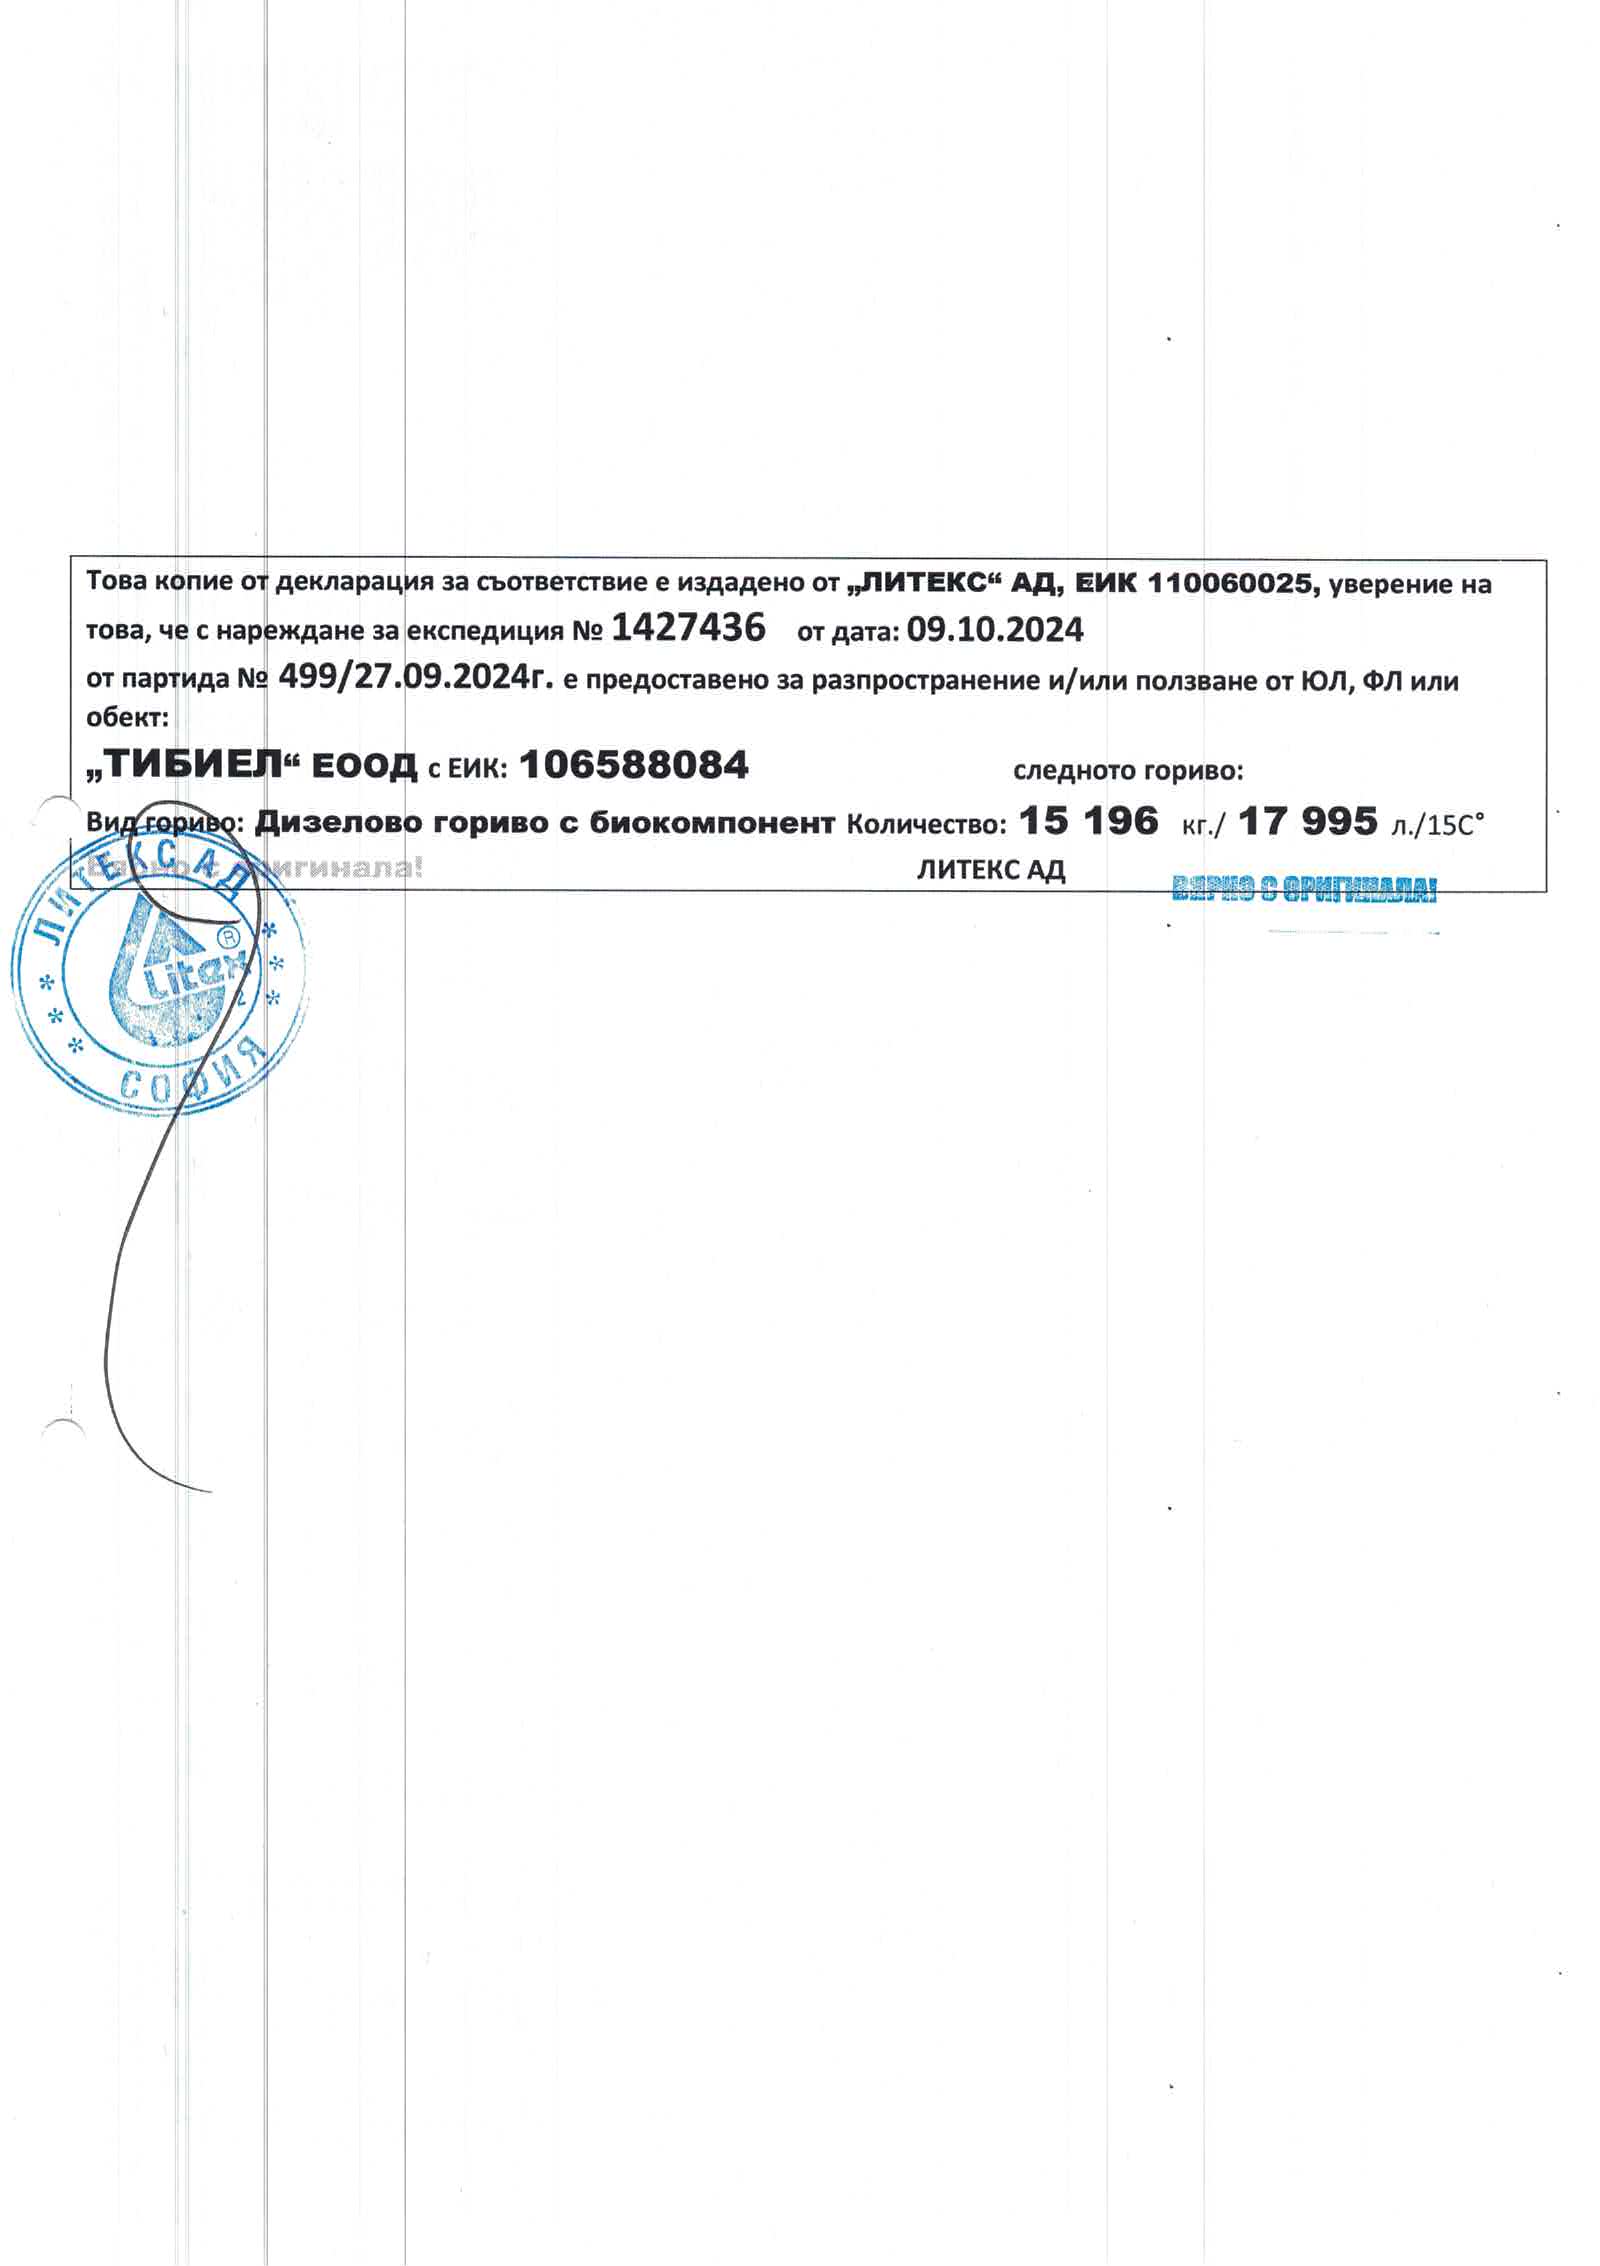 Това копие от декларация за съответствие е издадено от „ЛИТЕКС“ АД, ЕИК 110060025, уверение на
това, че с нареждане за експедиция № 1427436 от дата: 09.10.2024
от партида № 499/27.09.2024г. е предоставено за разпространение и/или ползване от ЮЛ, ФЛ или
обект:
„ТИБИЕЛ“ ЕООД с ЕИК: 106588084 следното гориво:
Вид гориво: Дизелово гориво с биокомпонент Количество: 15 196 кг./ 17 995 л./15С°
Вярно с оригинала! ЛИТЕКС АД
ВЯРНО С ОРИГИНАЛА!
ЛИТЕКС АД
Litex ®
2
СОФИЯ